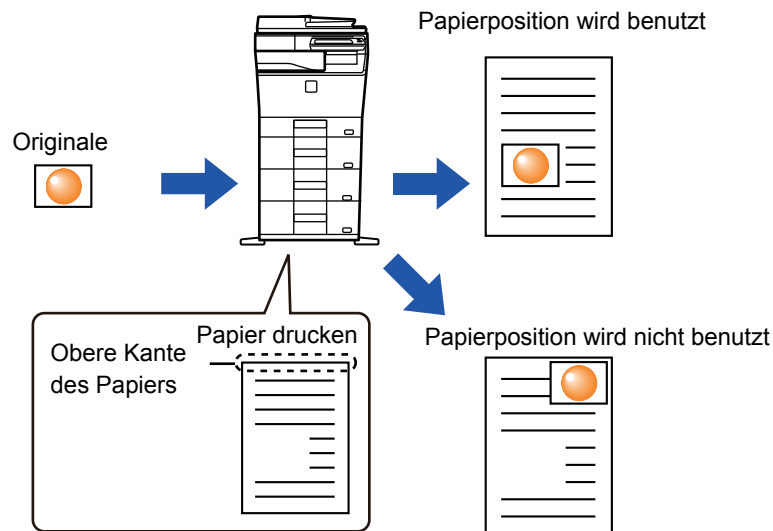 Papierposition wird benutzt
Originale
Papier drucken
Obere Kante
des Papiers
Papierposition wird nicht benutzt